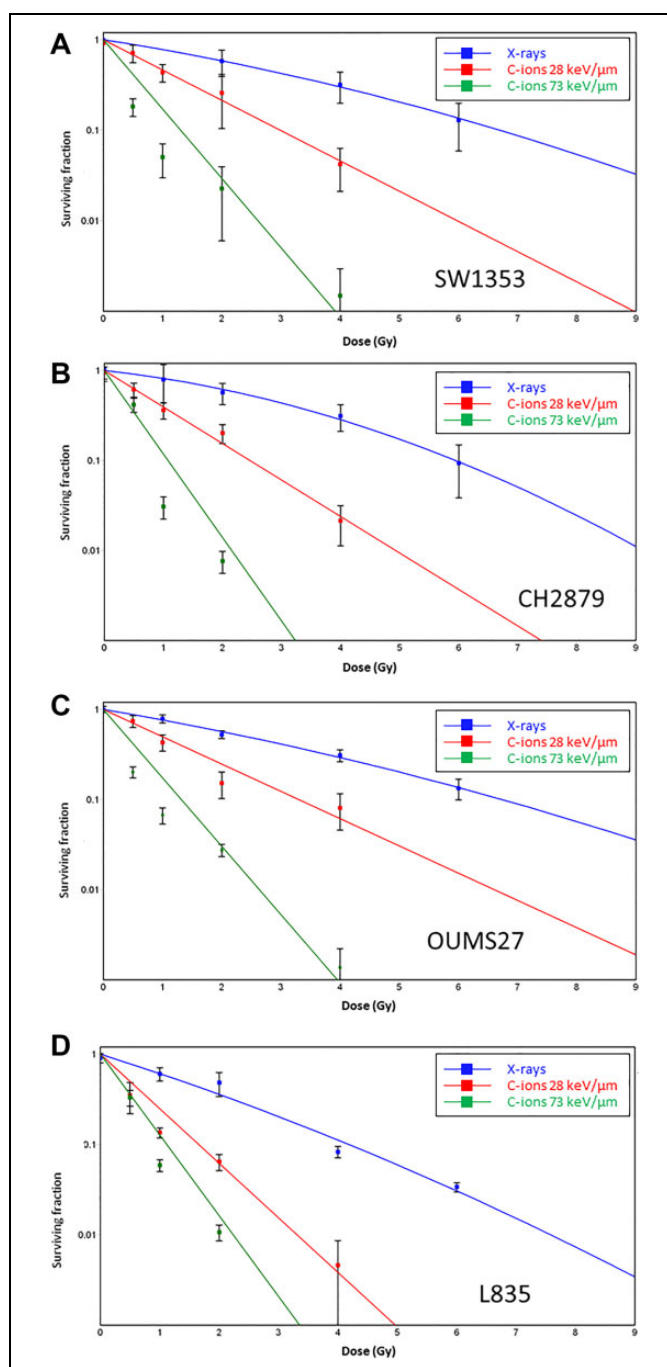 A
1
0.1
0.01
Surviving fraction
X-rays
C-ions 28 keV/µm
C-ions 73 keV/µm
SW1353
0 1 2 3 4 5 6 7 8 9
Dose (Gy)
B
1
0.1
0.01
Surviving fraction
X-rays
C-ions 28 keV/µm
C-ions 73 keV/µm
CH2879
0 1 2 3 4 5 6 7 8 9
Dose (Gy)
C
1
0.1
0.01
Surviving fraction
X-rays
C-ions 28 keV/µm
C-ions 73 keV/µm
OUMS27
0 1 2 3 4 5 6 7 8 9
Dose (Gy)
D
1
0.1
0.01
Surviving fraction
X-rays
C-ions 28 keV/µm
C-ions 73 keV/µm
L835
0 1 2 3 4 5 6 7 8 9
Dose (Gy)